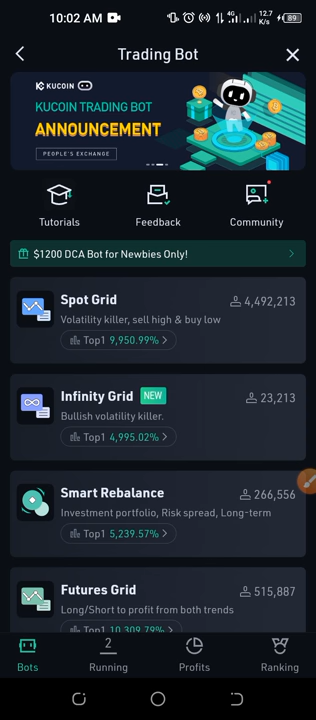 10:02 AM
4G
12.7
K/s
89
Trading Bot
KUCOIN
KUCOIN TRADING BOT
ANNOUNCEMENT
PEOPLE'S EXCHANGE
Tutorials
Feedback
Community
$1200 DCA Bot for Newbies Only!
Spot Grid
4,492,213
Volatility killer, sell high & buy low
Top1 9,950.99%
Infinity Grid NEW
23,213
Bullish volatility killer.
Top1 4,995.02%
Smart Rebalance
266,556
Investment portfolio, Risk spread, Long-term
Top1 5,239.57%
Futures Grid
515,887
Long/Short to profit from both trends
Top1 10,309.79%
2
Bots
Running
Profits
Ranking